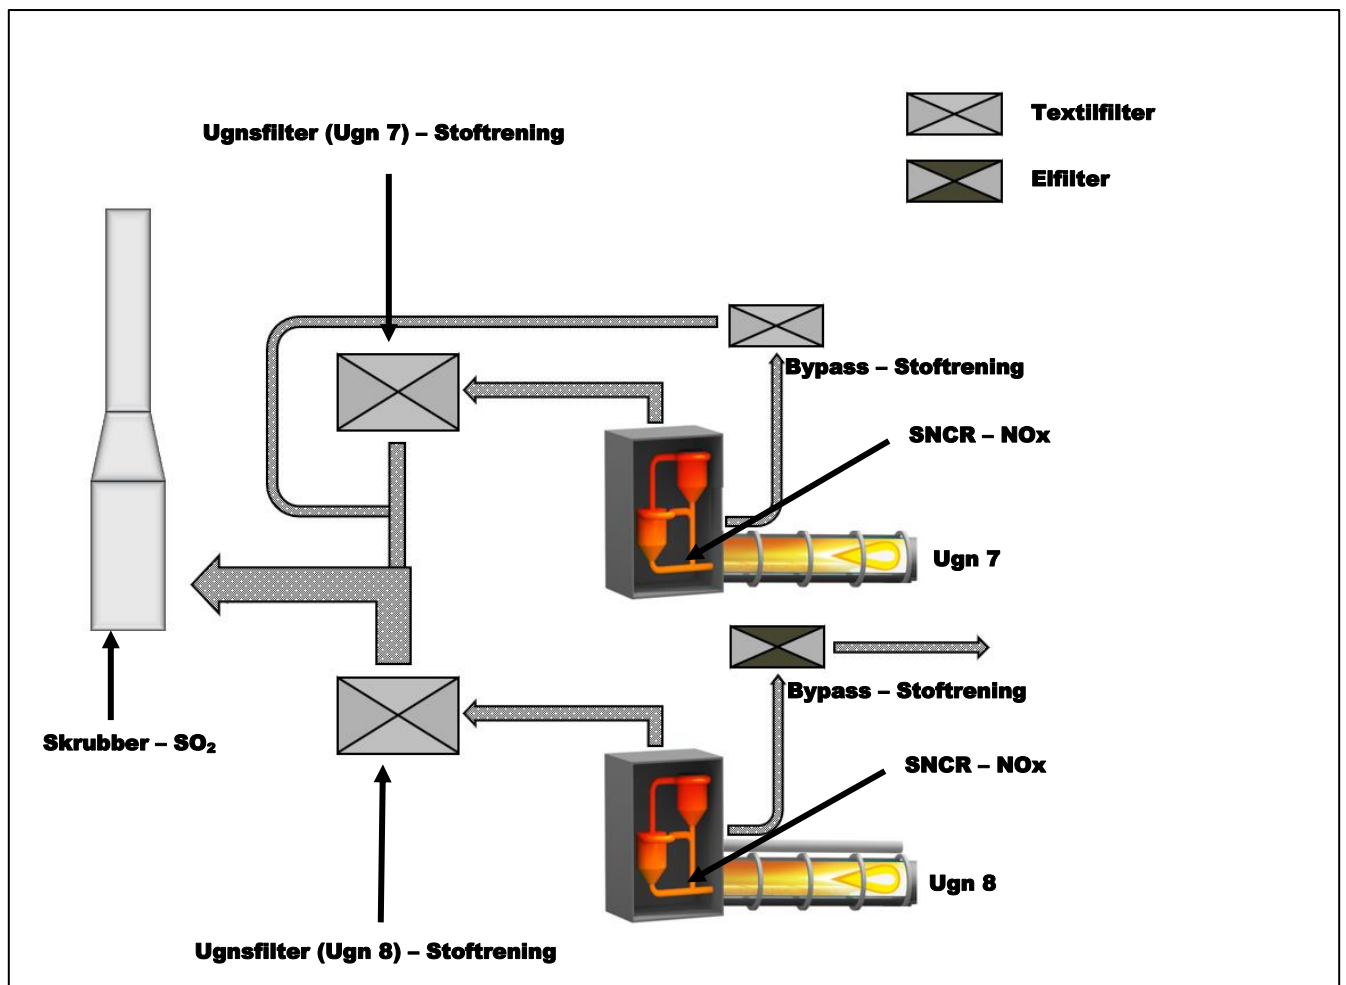 Textilfilter
Ugnsfilter (Ugn 7) – Stoftrening
Elfilter
Bypass – Stoftrening
SNCR – NOx
Ugn 7
Bypass – Stoftrening
Skrubber – SO₂
SNCR – NOx
Ugn 8
Ugnsfilter (Ugn 8) – Stoftrening